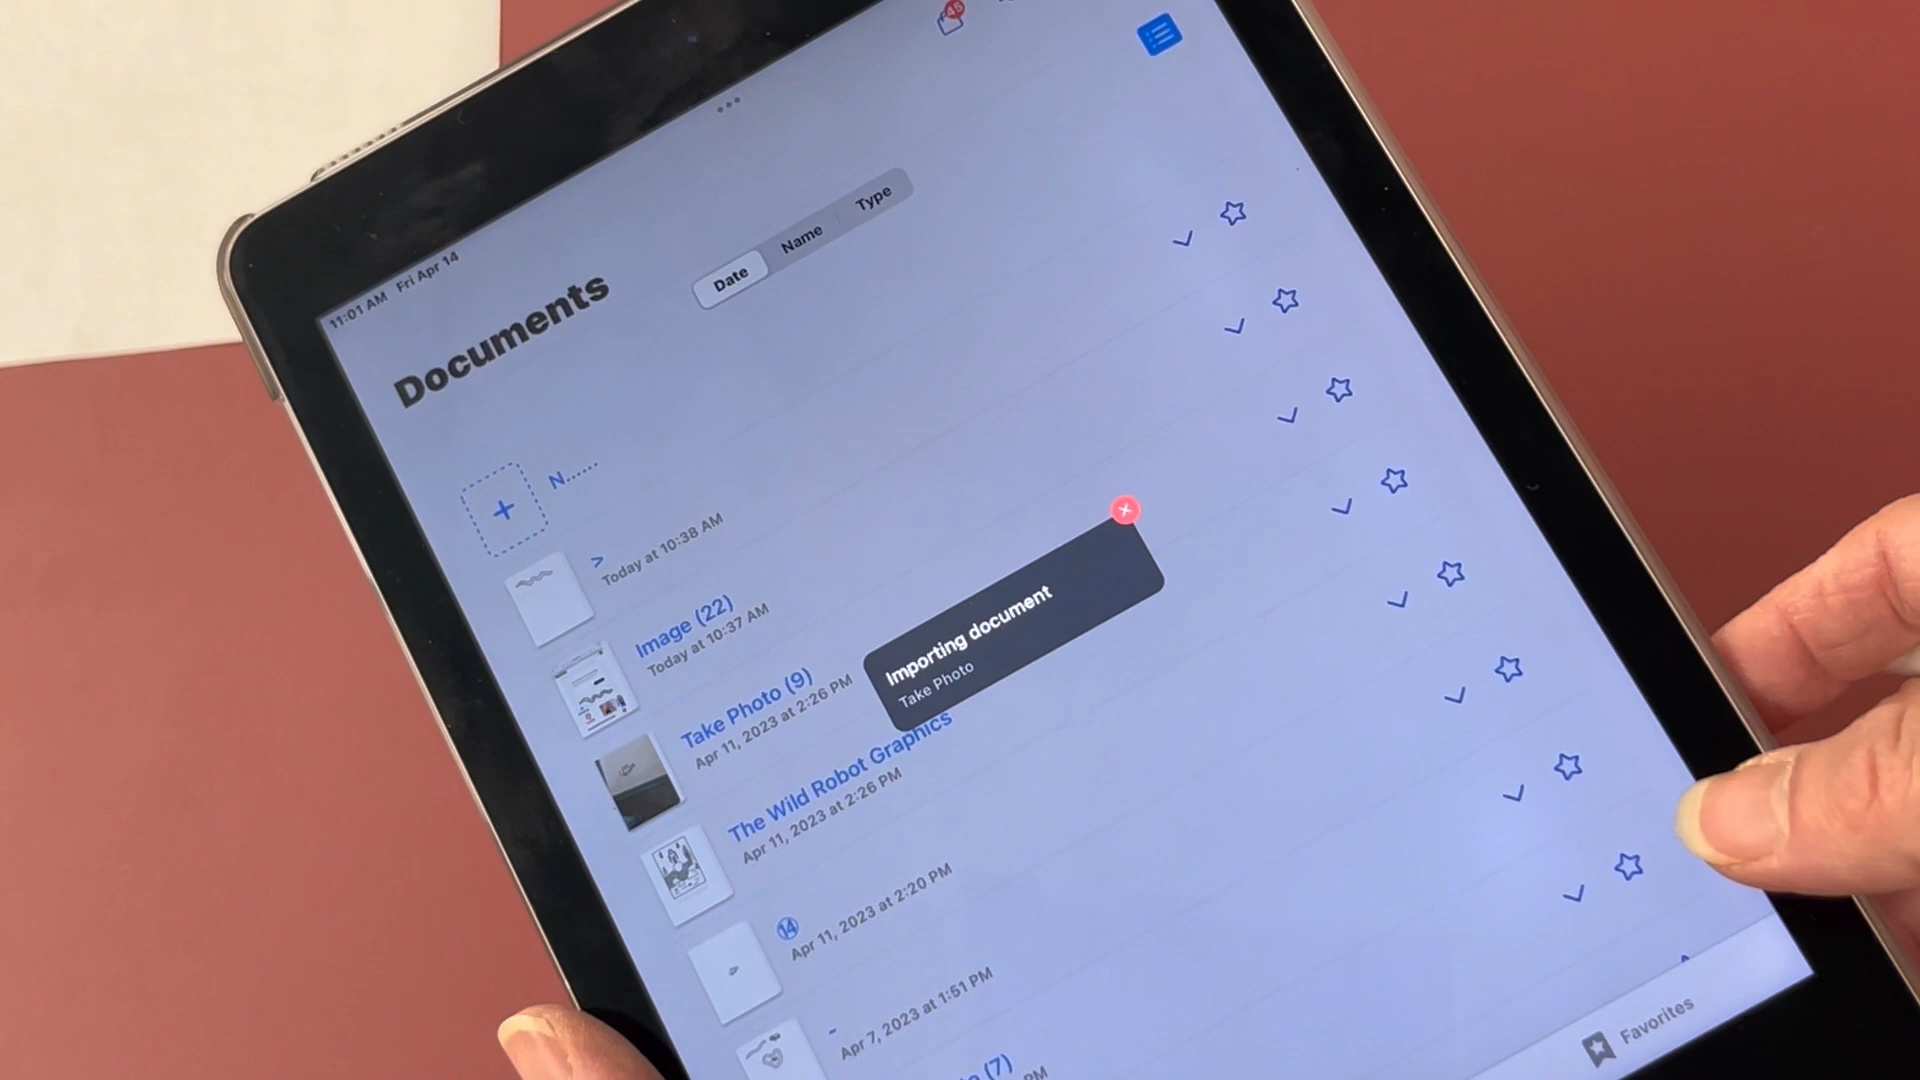 45
11:01 AM Fri Apr 14
Documents
Date Name Type
N......
>
Today at 10:38 AM
Image (22)
Today at 10:37 AM
Take Photo (9)
Apr 11, 2023 at 2:26 PM
Importing document
Take Photo
The Wild Robot Graphics
Apr 11, 2023 at 2:26 PM
14
Apr 11, 2023 at 2:20 PM
-
Apr 7, 2023 at 1:51 PM
(7)
PM
Favorites